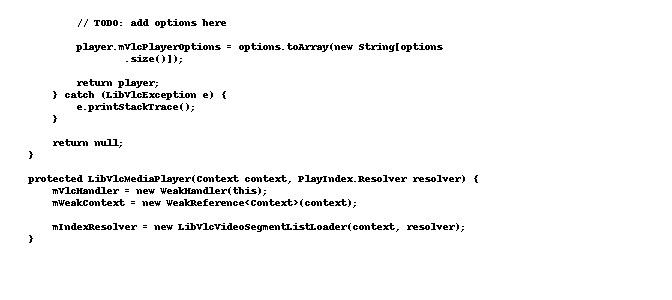 // TODO: add options here
player.mVlcPlayerOptions = options.toArray(new String[options
.size()]);
return player;
} catch (LibVlcException e) {
e.printStackTrace();
}
return null;
}
protected LibVlcMediaPlayer(Context context, PlayIndex.Resolver resolver) {
mVlcHandler = new WeakHandler(this);
mWeakContext = new WeakReference<Context>(context);
mIndexResolver = new LibVlcVideoSegmentListLoader(context, resolver);
}